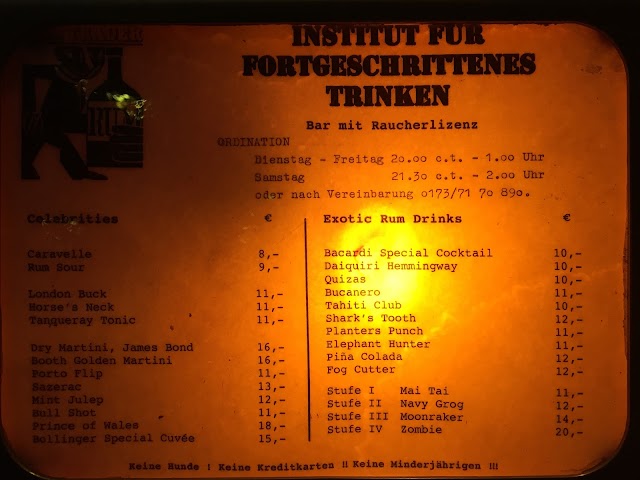 INSTITUT FÜR
FORTGESCHRITTENES
TRINKEN
RUM
Bar mit Raucherlizenz
ORDINATION
Dienstag - Freitag 20.00 c.t. - 1.00 Uhr
Samstag 21.30 c.t. - 2.00 Uhr
oder nach Vereinbarung 0173/71 70 890.
Celebrities €
Caravelle 8,-
Rum Sour 9,-
London Buck 11,-
Horse's Neck 11,-
Tanqueray Tonic 11,-
Dry Martini, James Bond 16,-
Booth Golden Martini 16,-
Porto Flip 11,-
Sazerac 13,-
Mint Julep 12,-
Bull Shot 11,-
Prince of Wales 18,-
Bollinger Special Cuvée 15,-
Exotic Rum Drinks €
Bacardi Special Cocktail 10,-
Daiquiri Hemmingway 10,-
Quizas 10,-
Bucanero 11,-
Tahiti Club 10,-
Shark's Tooth 12,-
Planters Punch 11,-
Elephant Hunter 11,-
Piña Colada 12,-
Fog Cutter 12,-
Stufe I Mai Tai 11,-
Stufe II Navy Grog 12,-
Stufe III Moonraker 14,-
Stufe IV Zombie 20,-
Keine Hunde ! Keine Kreditkarten !! Keine Minderjährigen !!!